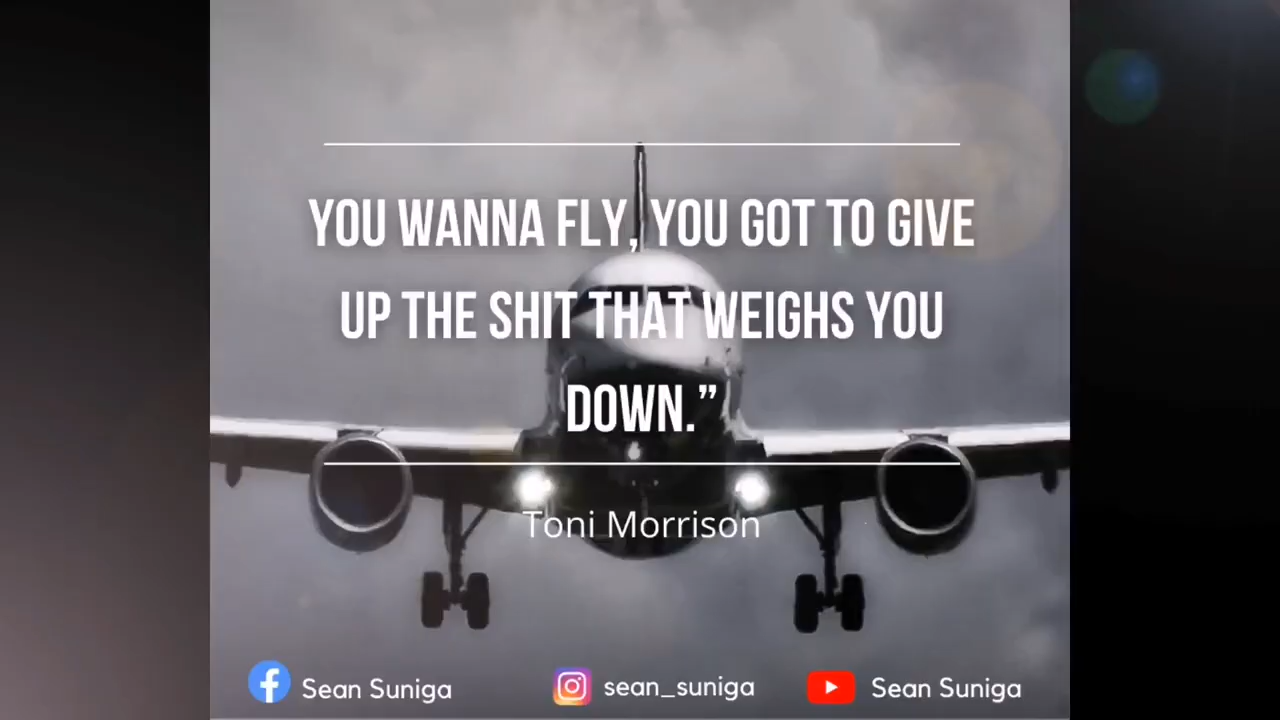 YOU WANNA FLY, YOU GOT TO GIVE
UP THE SHIT THAT WEIGHS YOU
DOWN.”
Toni Morrison
Sean Suniga
sean_suniga
Sean Suniga